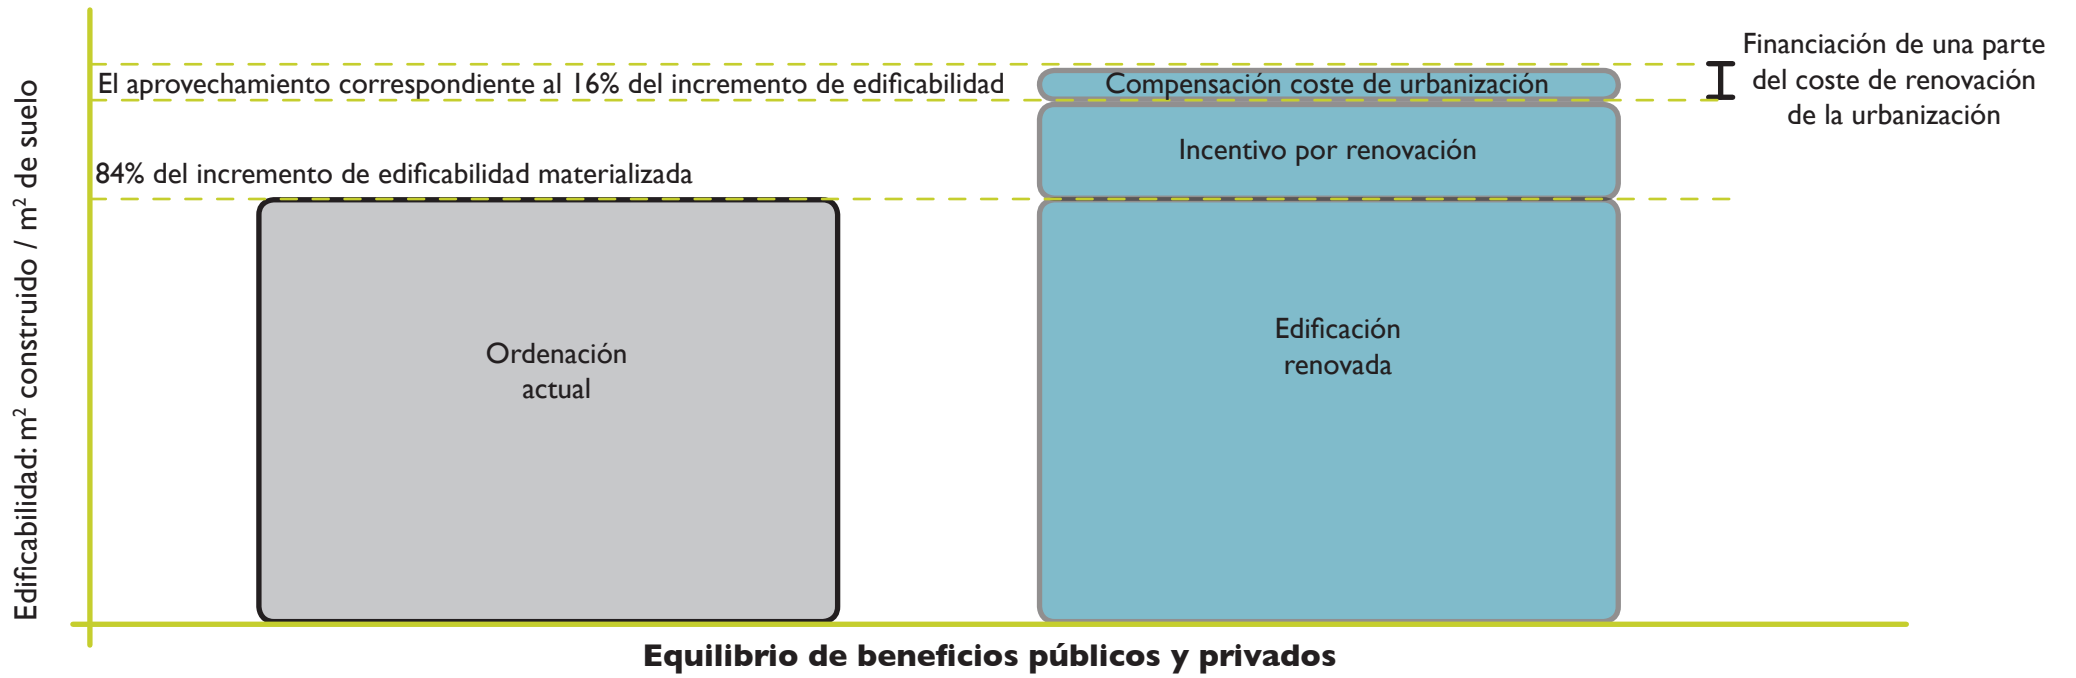 Edificabilidad: m² construido / m² de suelo
El aprovechamiento correspondiente al 16% del incremento de edificabilidad
84% del incremento de edificabilidad materializada
Ordenación
actual
Compensación coste de urbanización
Incentivo por renovación
Edificación
renovada
Financiación de una parte
del coste de renovación
de la urbanización
Equilibrio de beneficios públicos y privados